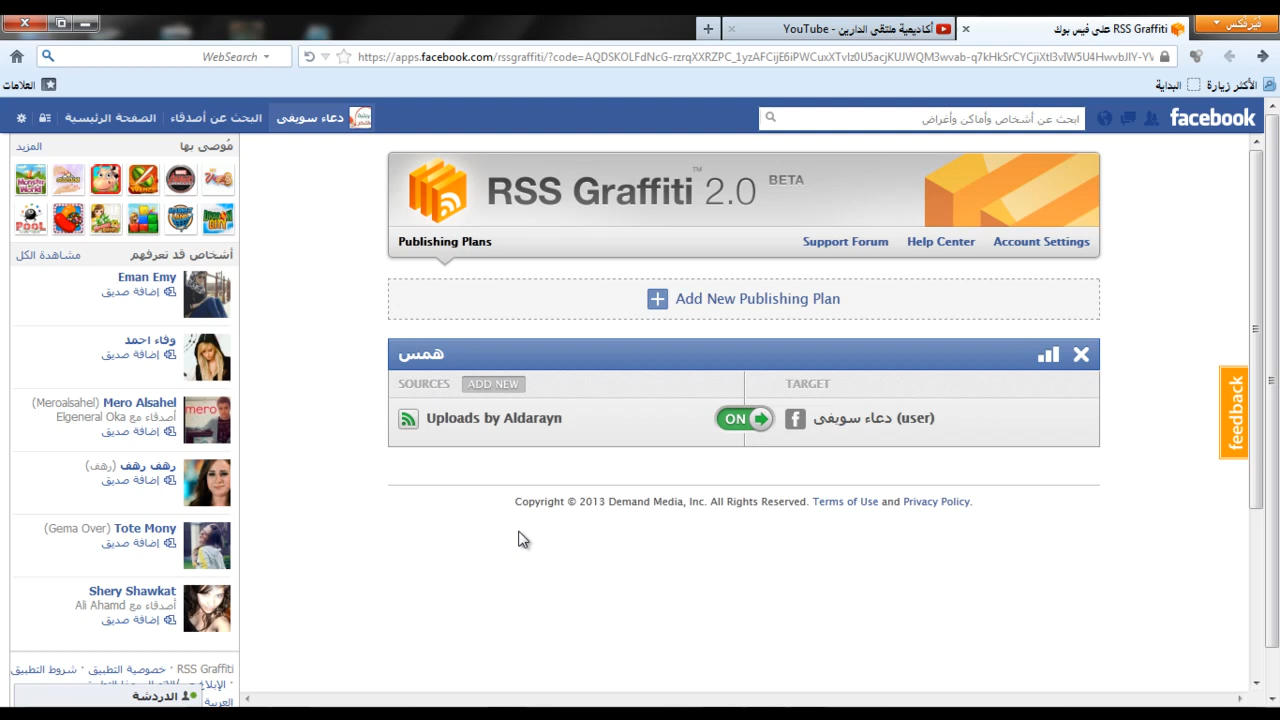 فيرفكس
RSS Graffiti على فيس بوك
أكاديمية ملتقى الدارين - YouTube
https://apps.facebook.com/rssgraffiti/?code=
WebSearch
الأكثر زيارة
البداية
العلامات
facebook
ابحث عن أشخاص وأماكن وأغراض
دعاء سويفى
البحث عن أصدقاء
الصفحة الرئيسية
مُوصى بها
المزيد
POOL
أشخاص قد تعرفهم
مشاهدة الكل
Eman Emy
إضافة صديق
وفاء احمد
إضافة صديق
Mero Alsahel (Meroalsahel)
أصدقاء مع Elgeneral Oka
إضافة صديق
mero
رهف رهف (رهف)
إضافة صديق
Tote Mony (Gema Over)
إضافة صديق
Shery Shawkat
أصدقاء مع Ali Ahamd
إضافة صديق
RSS Graffiti · خصوصية التطبيق · شروط التطبيق
العربية
الدردشة
RSS Graffiti™ 2.0 BETA
Publishing Plans
Support Forum
Help Center
Account Settings
Add New Publishing Plan
همس
SOURCES
ADD NEW
TARGET
Uploads by Aldarayn
ON
دعاء سويفى (user)
Copyright © 2013 Demand Media, Inc. All Rights Reserved. Terms of Use and Privacy Policy.
feedback